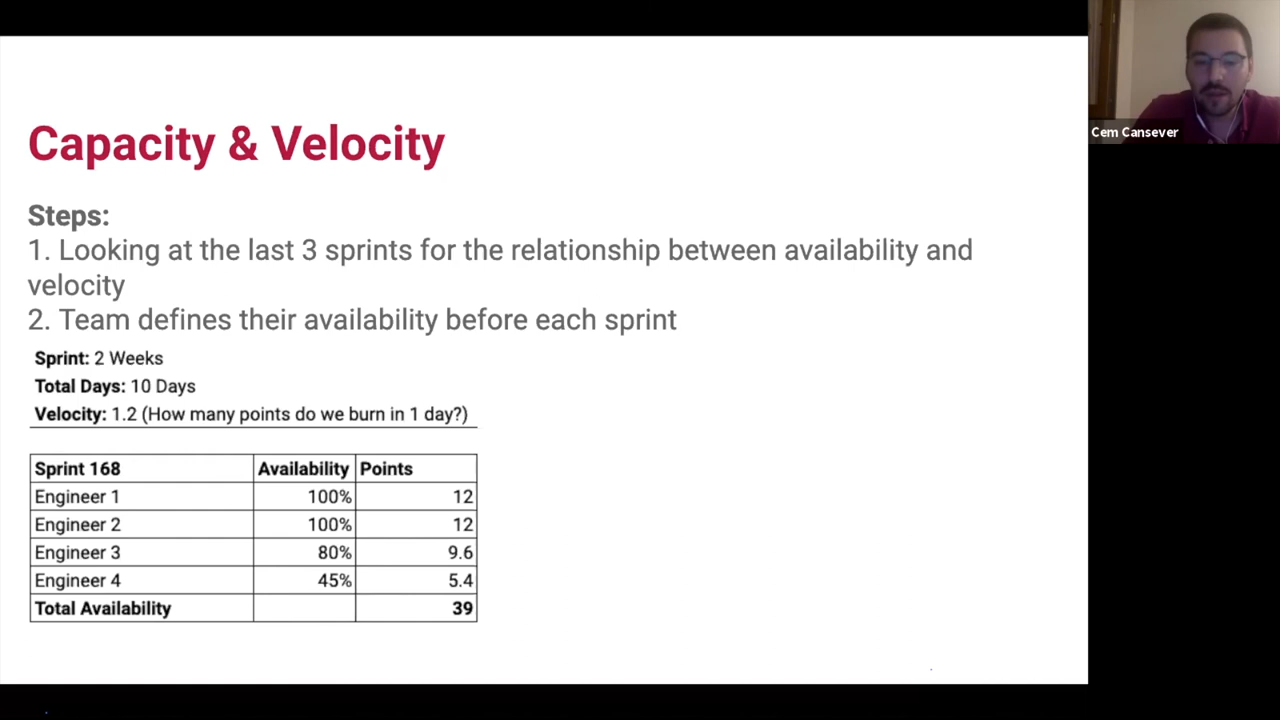 Capacity & Velocity
Steps:
1. Looking at the last 3 sprints for the relationship between availability and
velocity
2. Team defines their availability before each sprint
Sprint: 2 Weeks
Total Days: 10 Days
Velocity: 1.2 (How many points do we burn in 1 day?)
Sprint 168 Availability Points
Engineer 1 100% 12
Engineer 2 100% 12
Engineer 3 80% 9.6
Engineer 4 45% 5.4
Total Availability 39
Cem Cansever